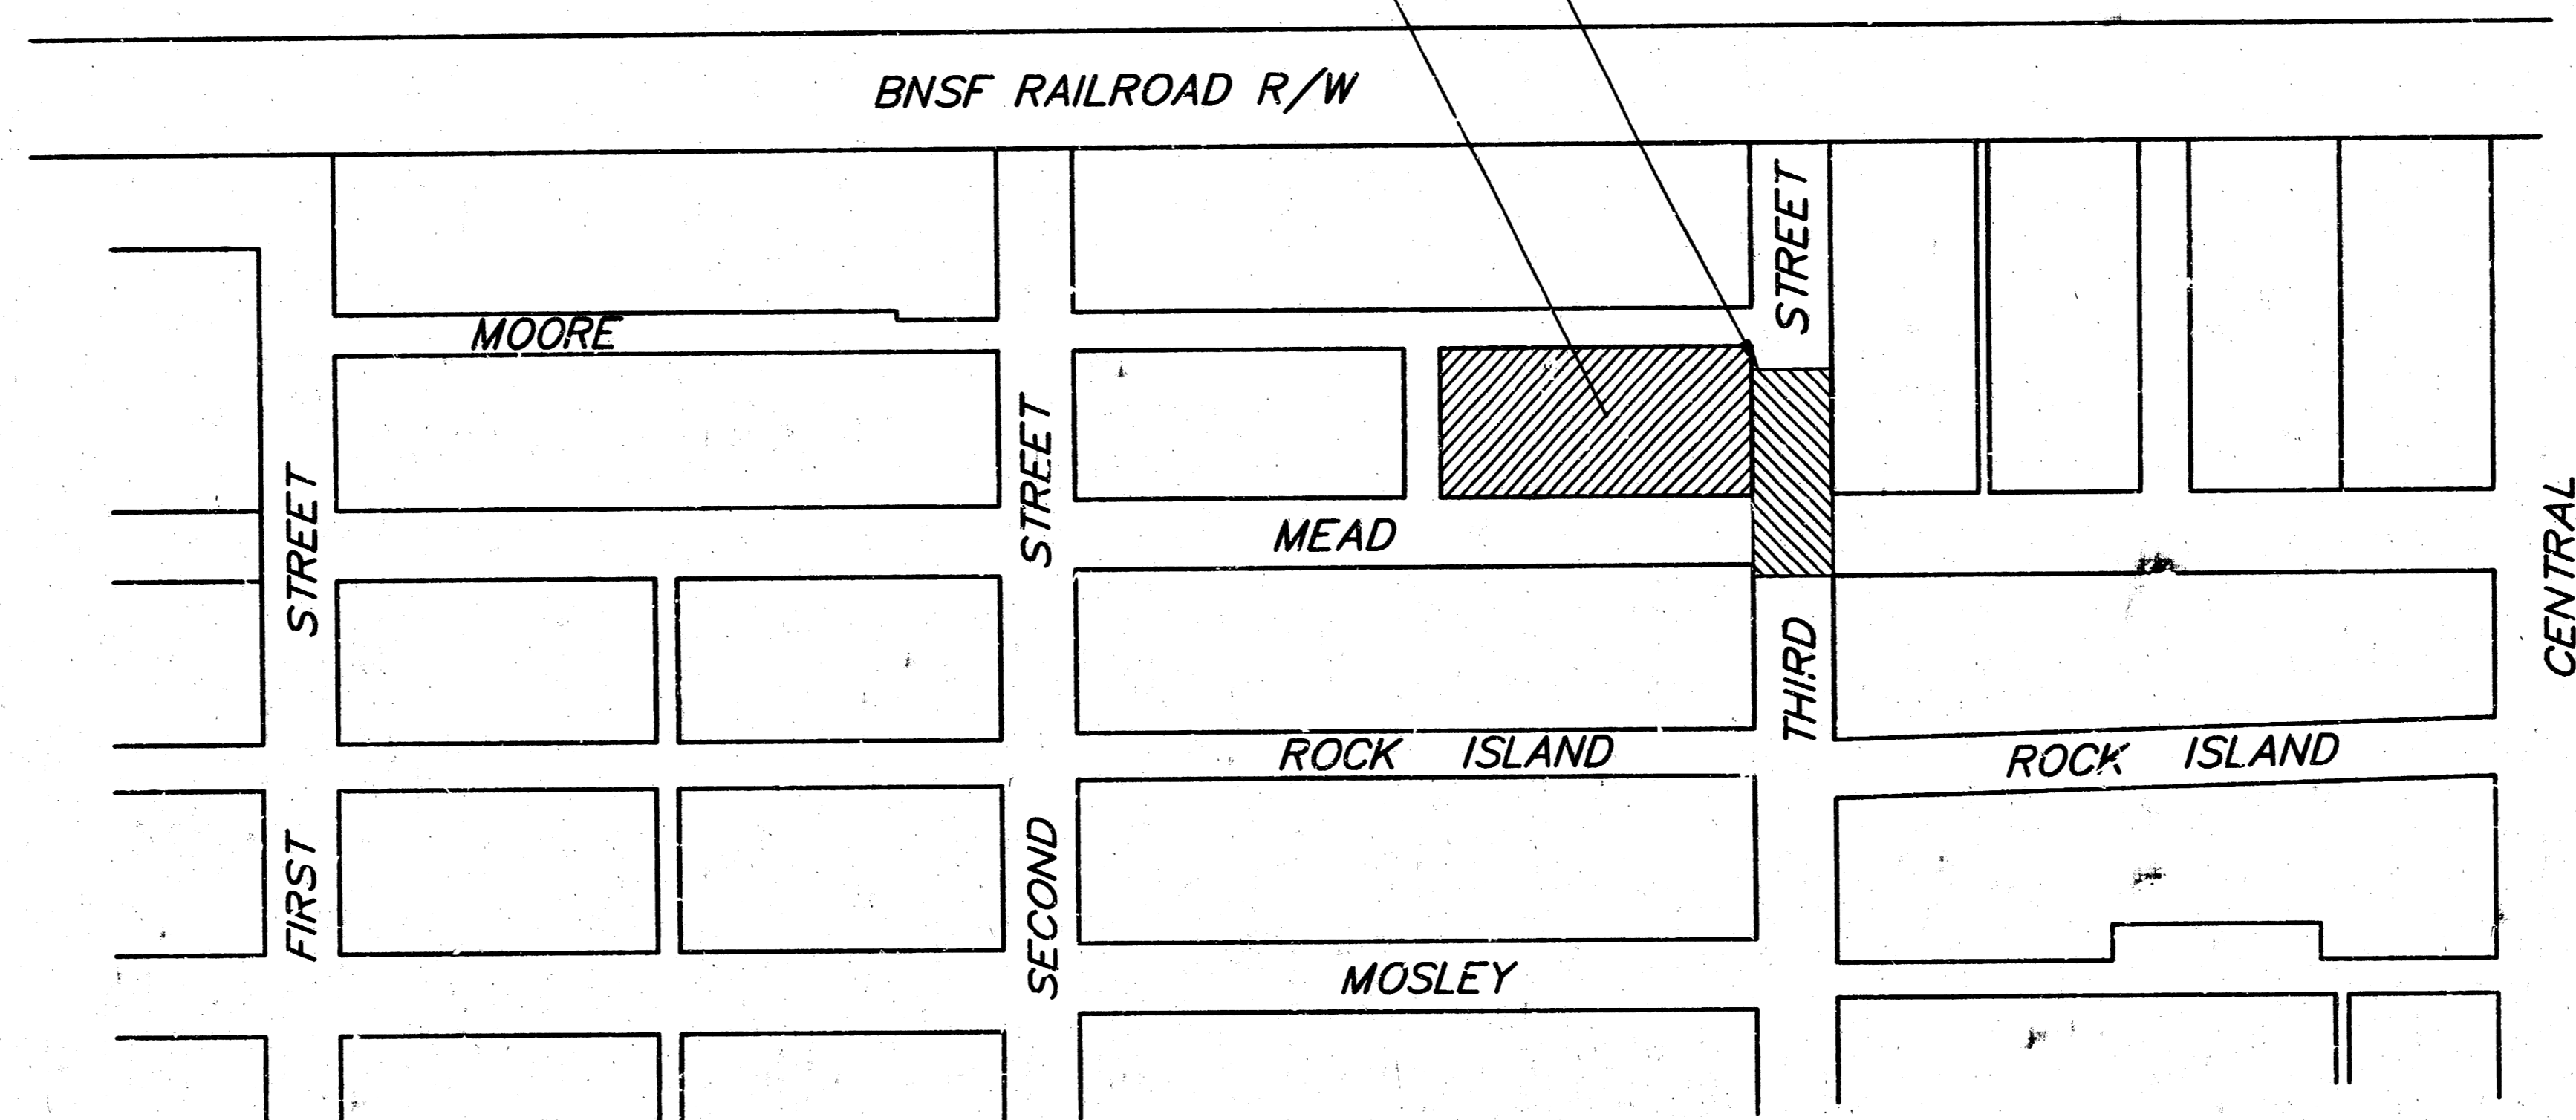 BNSF RAILROAD R/W
STREET
MOORE
STREET
STREET
MEAD
CENTRAL
THIRD
ROCK ISLAND
ROCK ISLAND
FIRST
SECOND
MOSLEY